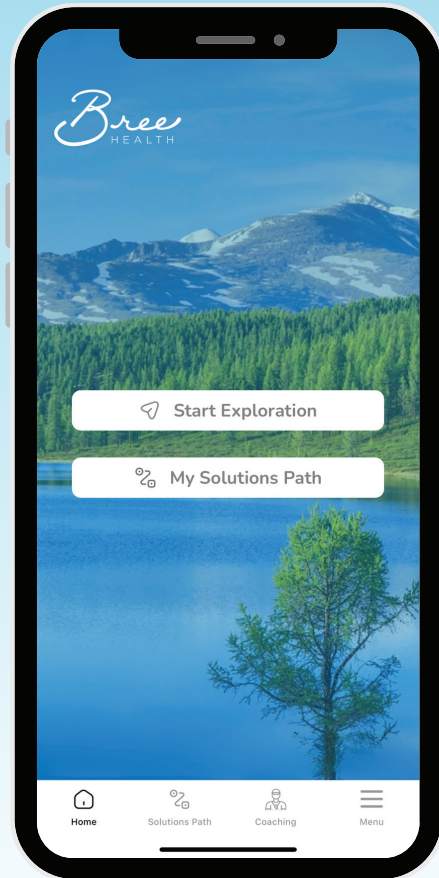 Bree
HEALTH
Start Exploration
My Solutions Path
Home
Solutions Path
Coaching
Menu